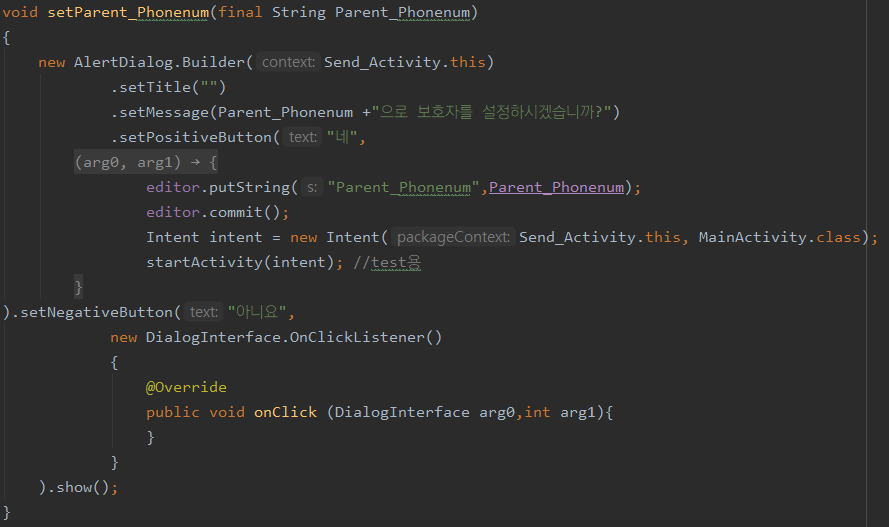 void setParent_Phonenum(final String Parent_Phonenum)
{
new AlertDialog.Builder( context: Send_Activity.this)
.setTitle("")
.setMessage(Parent_Phonenum +"으로 보호자를 설정하시겠습니까?")
.setPositiveButton( text: "네",
(arg0, arg1) → {
editor.putString( s: "Parent_Phonenum",Parent_Phonenum);
editor.commit();
Intent intent = new Intent( packageContext: Send_Activity.this, MainActivity.class);
startActivity(intent); //test용
}
).setNegativeButton( text: "아니요",
new DialogInterface.OnClickListener()
{
@Override
public void onClick (DialogInterface arg0,int arg1){
}
}
).show();
}